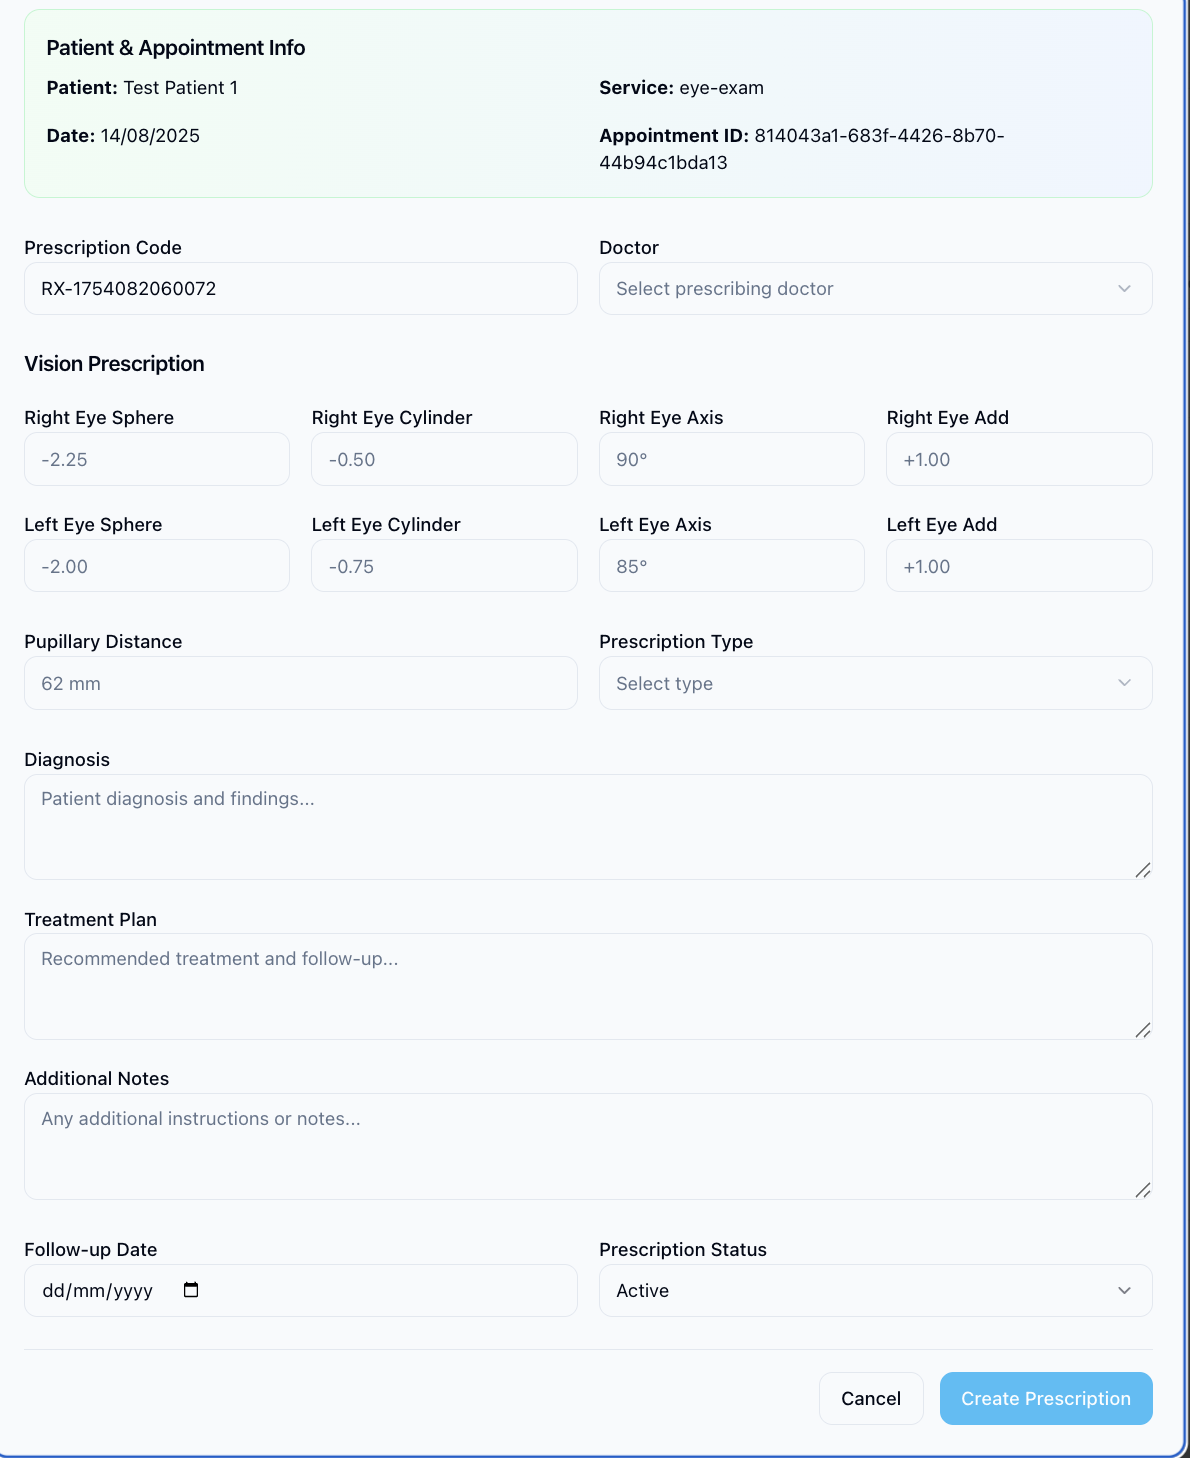 Patient & Appointment Info
Patient: Test Patient 1
Service: eye-exam
Date: 14/08/2025
Appointment ID: 814043a1-683f-4426-8b70-
44b94c1bda13
Prescription Code
Doctor
RX-1754082060072
Select prescribing doctor
Vision Prescription
Right Eye Sphere
Right Eye Cylinder
Right Eye Axis
Right Eye Add
-2.25
-0.50
90°
+1.00
Left Eye Sphere
Left Eye Cylinder
Left Eye Axis
Left Eye Add
-2.00
-0.75
85°
+1.00
Pupillary Distance
Prescription Type
62 mm
Select type
Diagnosis
Patient diagnosis and findings...
Treatment Plan
Recommended treatment and follow-up...
Additional Notes
Any additional instructions or notes...
Follow-up Date
Prescription Status
dd/mm/yyyy
Active
Cancel
Create Prescription